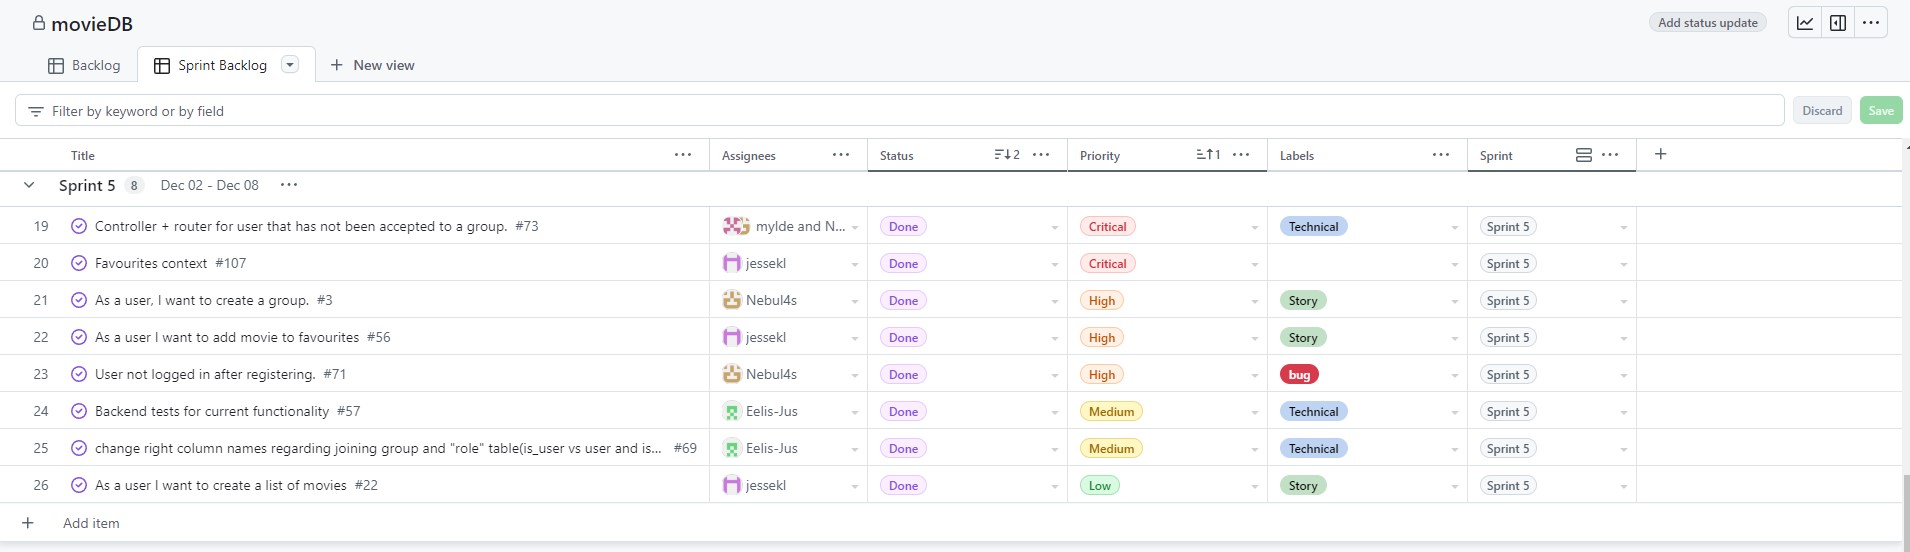 movieDB
Add status update
Backlog Sprint Backlog New view
Filter by keyword or by field Discard Save
Title Assignees Status 2 Priority 1 Labels Sprint
Sprint 5 8 Dec 02 - Dec 08
19 Controller + router for user that has not been accepted to a group. #73 mylde and N... Done Critical Technical Sprint 5
20 Favourites context #107 jessekl Done Critical Sprint 5
21 As a user, I want to create a group. #3 Nebul4s Done High Story Sprint 5
22 As a user I want to add movie to favourites #56 jessekl Done High Story Sprint 5
23 User not logged in after registering. #71 Nebul4s Done High bug Sprint 5
24 Backend tests for current functionality #57 Eelis-Jus Done Medium Technical Sprint 5
25 change right column names regarding joining group and "role" table(is_user vs user and is... #69 Eelis-Jus Done Medium Technical Sprint 5
26 As a user I want to create a list of movies #22 jessekl Done Low Story Sprint 5
Add item